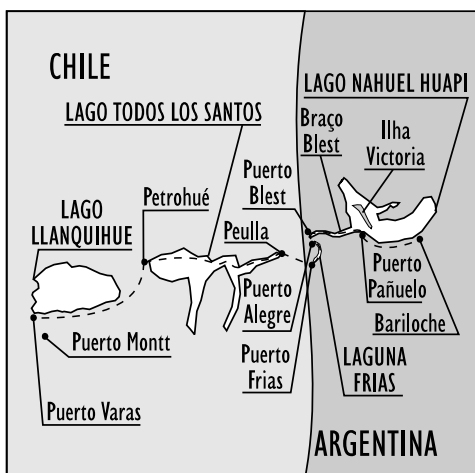 CHILE
LAGO NAHUEL HUAPI
LAGO TODOS LOS SANTOS
Braço
Blest
Ilha
Victoria
Puerto
Blest
Petrohué
LAGO
LLANQUIHUE
Peulla
Puerto
Alegre
Puerto
Pañuelo
Bariloche
Puerto Montt
Puerto
Frias
LAGUNA
FRIAS
Puerto Varas
ARGENTINA